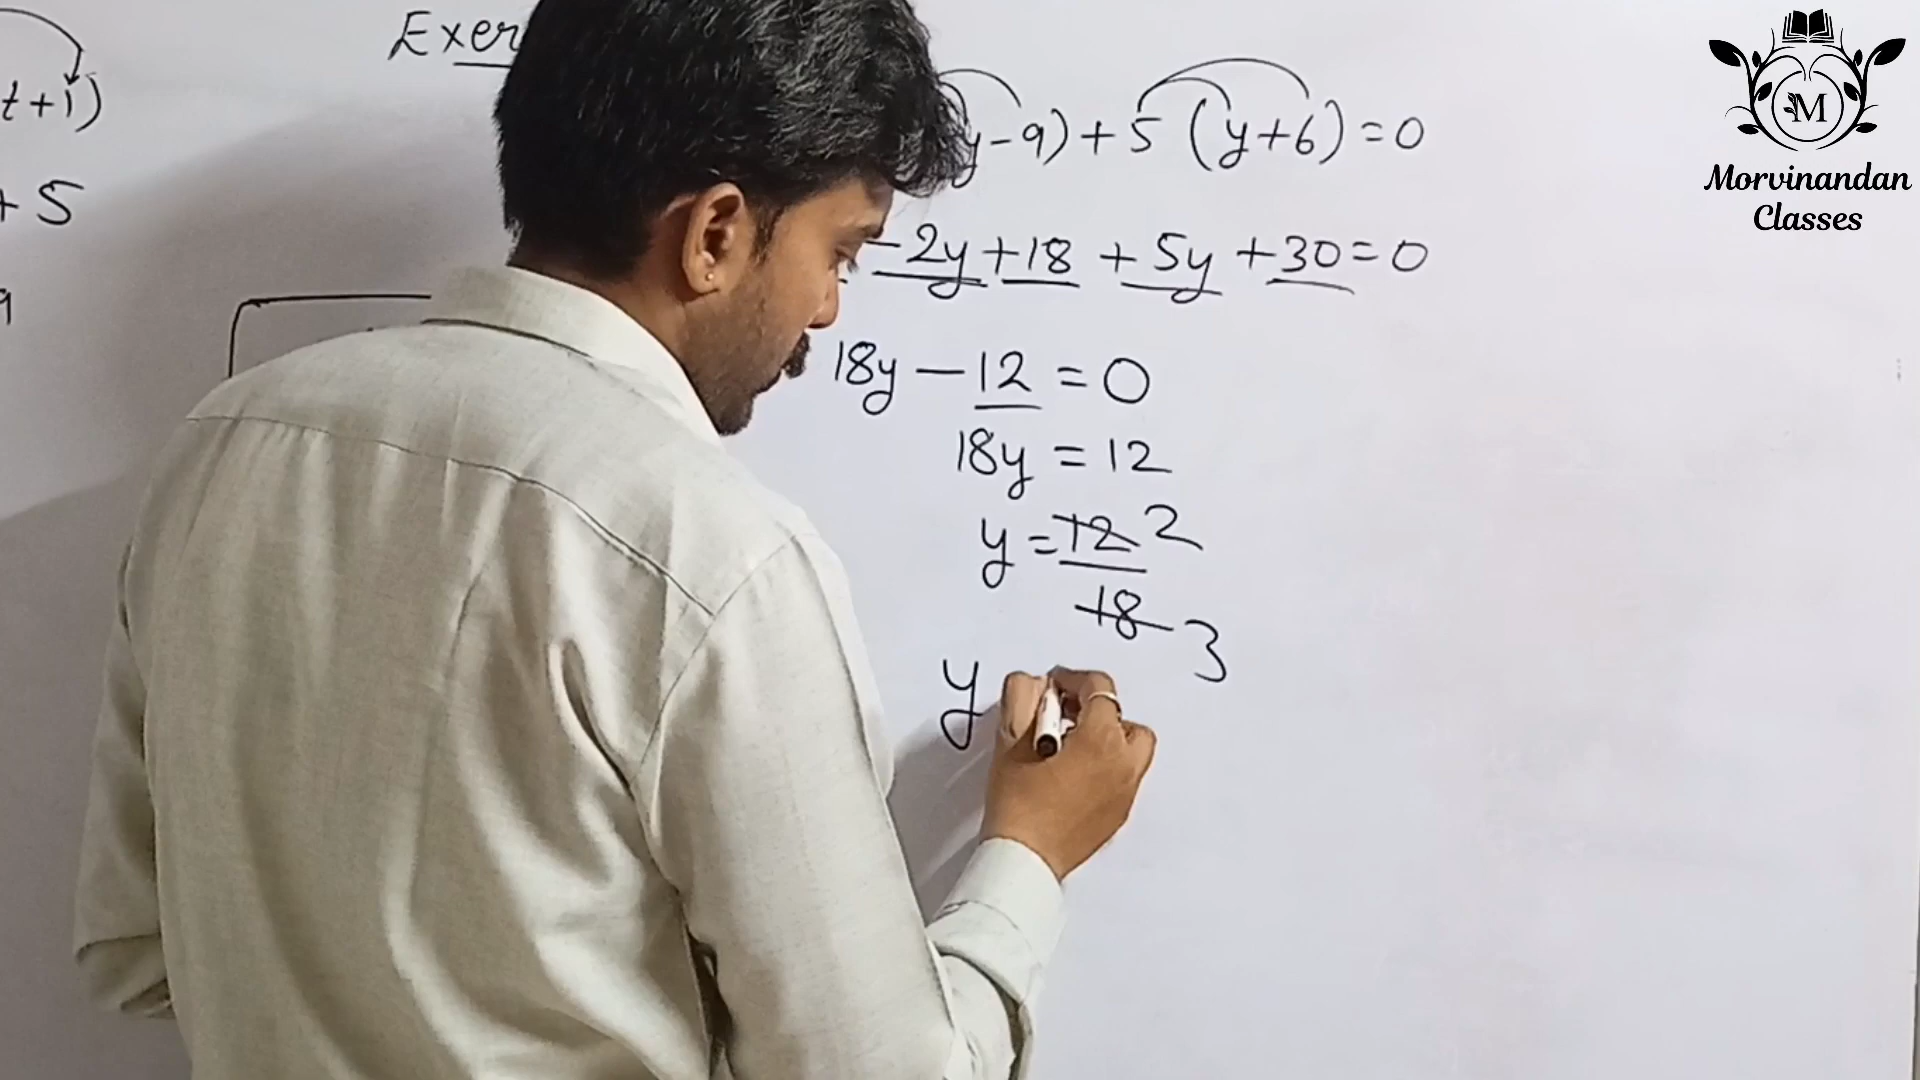 Exer
t+1)
+ 5
9
y-9)+5 (y+6)=0
-2y+18 +5y +30=0
18y-12=0
18y=12
y=12 2
18 3
y
M
Morvinandan
Classes